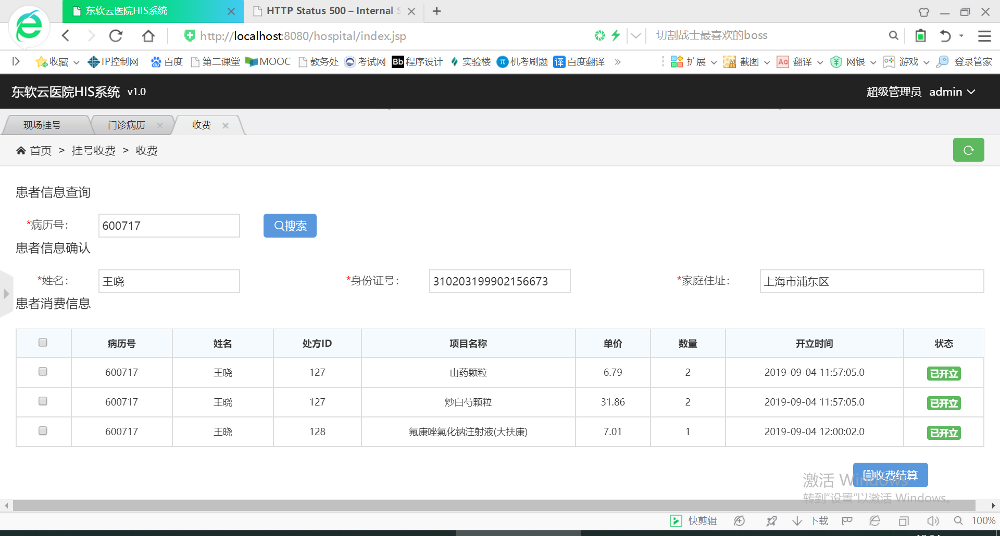 东软云医院HIS系统
HTTP Status 500 – Internal S
http://localhost:8080/hospital/index.jsp
切割战士最喜欢的boss
收藏 IP控制网 百度 第二课堂 MOOC 教务处 考试网 Bb 程序设计 实验楼 π 机考刷题 译 百度翻译 » 扩展 截图 Aa 翻译 ¥ 网银 游戏 登录管家
东软云医院HIS系统 v1.0
超级管理员 admin
现场挂号 门诊病历 收费
首页 > 挂号收费 > 收费
患者信息查询
*病历号: 600717 搜索
患者信息确认
*姓名: 王晓 *身份证号: 310203199902156673 *家庭住址: 上海市浦东区
患者消费信息
病历号 姓名 处方ID 项目名称 单价 数量 开立时间 状态
600717 王晓 127 山药颗粒 6.79 2 2019-09-04 11:57:05.0 已开立
600717 王晓 127 炒白芍颗粒 31.86 2 2019-09-04 11:57:05.0 已开立
600717 王晓 128 氟康唑氯化钠注射液(大扶康) 7.01 1 2019-09-04 12:00:02.0 已开立
收费结算
激活 Windows
转到“设置”以激活 Windows。
快剪辑 下载 100%